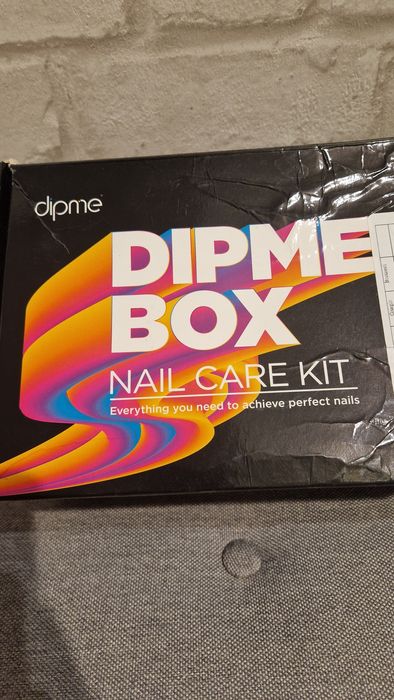 dipme
DIPME
BOX
NAIL CARE KIT
Everything you need to achieve perfect nails